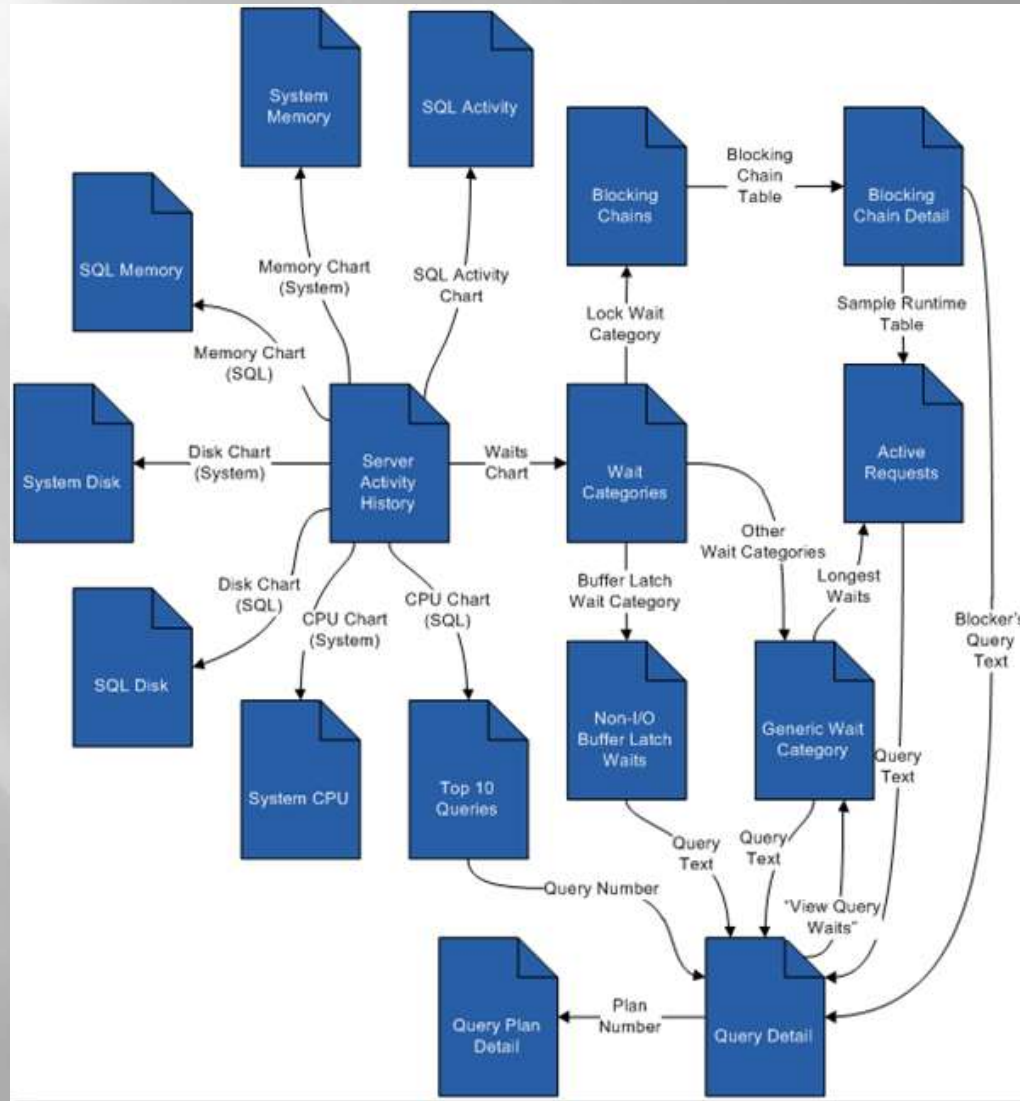 System
Memory
SQL Activity
Blocking
Chains
Blocking
Chain
Table
Blocking
Chain Detail
SQL Memory
Memory Chart
(System)
SQL Activity
Chart
Lock Wait
Category
Sample Runtime
Table
Memory Chart
(SQL)
System Disk
Disk Chart
(System)
Server
Activity
History
Waits
Chart
Wait
Categories
Active
Requests
Other
Wait Categories
Disk Chart
(SQL)
CPU Chart
(System)
CPU Chart
(SQL)
Buffer Latch
Wait Category
Longest
Waits
Blocker's
Query
Text
SQL Disk
System CPU
Top 10
Queries
Non-I/O
Buffer Latch
Waits
Generic Wait
Category
Query
Text
Query
Text
Query
Text
Query Number
"View Query
Waits"
Query Plan
Detail
Plan
Number
Query Detail